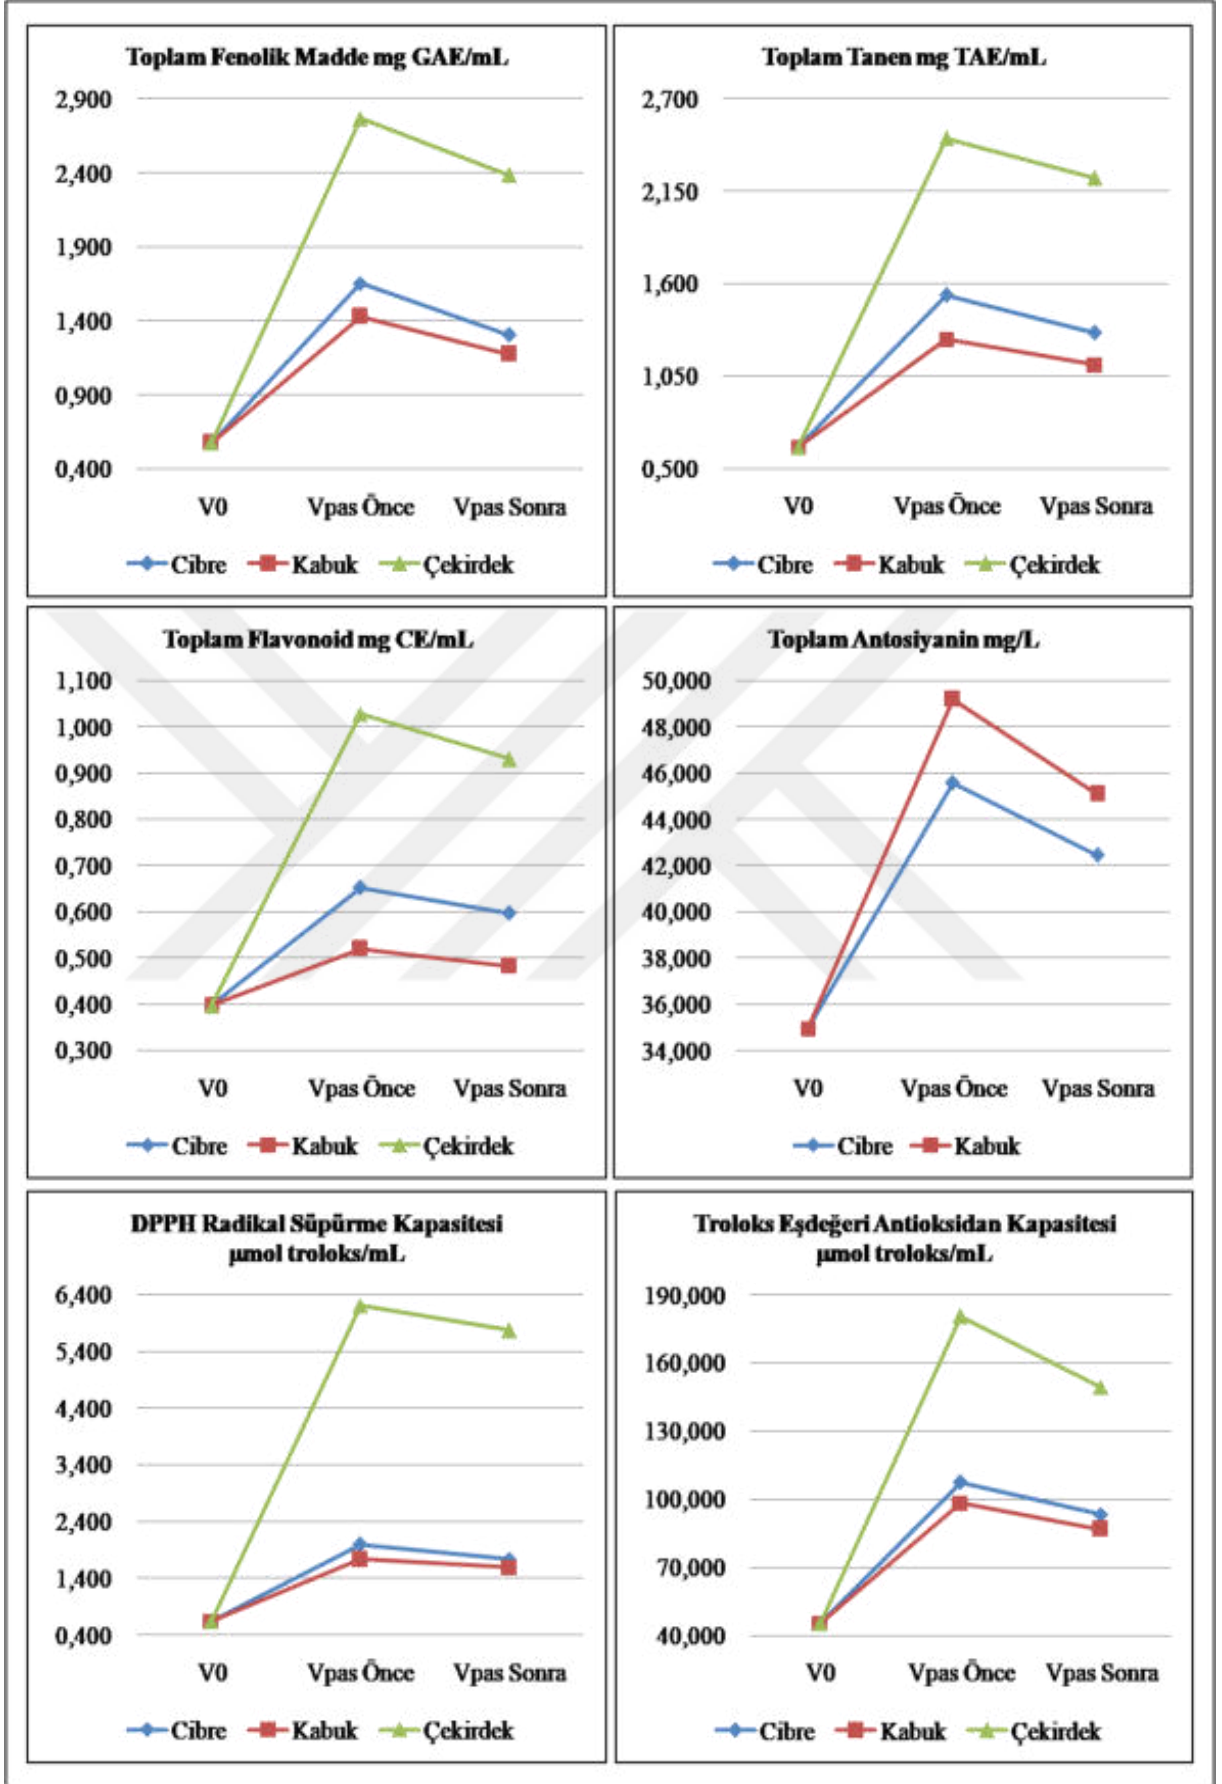 Toplam Fenolik Madde mg GAE/mL
2,900
2,400
1,900
1,400
0,900
0,400
V0 Vpas Önce Vpas Sonra
Cibre Kabuk Çekirdek
Toplam Tanen mg TAE/mL
2,700
2,150
1,600
1,050
0,500
V0 Vpas Önce Vpas Sonra
Cibre Kabuk Çekirdek
Toplam Flavonoid mg CE/mL
1,100
1,000
0,900
0,800
0,700
0,600
0,500
0,400
0,300
V0 Vpas Önce Vpas Sonra
Cibre Kabuk Çekirdek
Toplam Antosiyanin mg/L
50,000
48,000
46,000
44,000
42,000
40,000
38,000
36,000
34,000
V0 Vpas Önce Vpas Sonra
Cibre Kabuk
DPPH Radikal Süpürme Kapasitesi
µmol troloks/mL
6,400
5,400
4,400
3,400
2,400
1,400
0,400
V0 Vpas Önce Vpas Sonra
Cibre Kabuk Çekirdek
Troloks Eşdeğeri Antioksidan Kapasitesi
µmol troloks/mL
190,000
160,000
130,000
100,000
70,000
40,000
V0 Vpas Önce Vpas Sonra
Cibre Kabuk Çekirdek